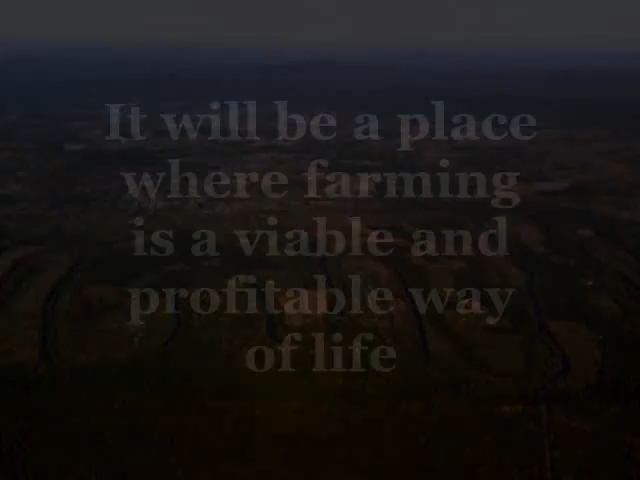 It will be a place
where farming
is a viable and
profitable way
of life